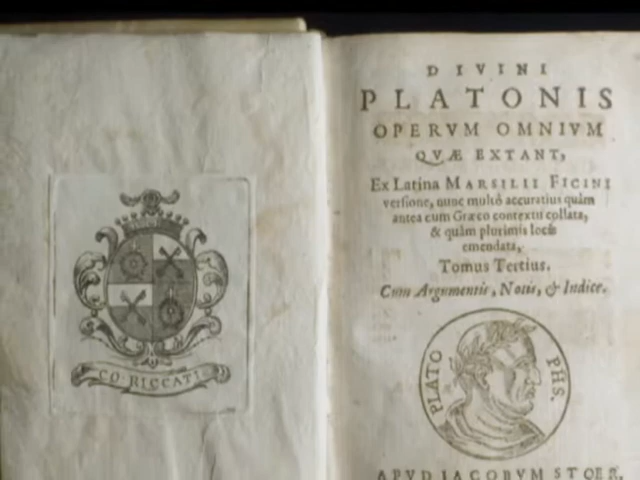 CO. RICCATI
DIVINI
PLATONIS
OPERVM OMNIVM
QVÆ EXTANT,
Ex Latina MARSILII FICINI
versione, nunc multò accuratius quàm
antea cum Græco contextu collata,
& quàm plurimis locis
emendata,
Tomus Tertius.
Cum Argumentis, Notis, & Indice.
PLATO PHS.
APVD IACOBVM STOER,